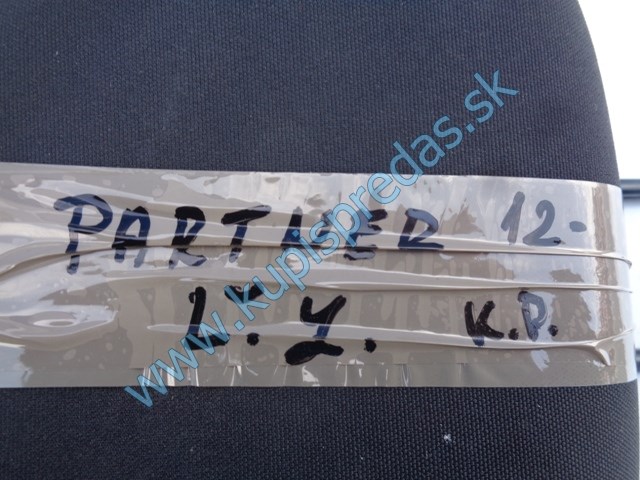 PARTNER 12-
L. Y. K.P.
www.kupispredas.sk